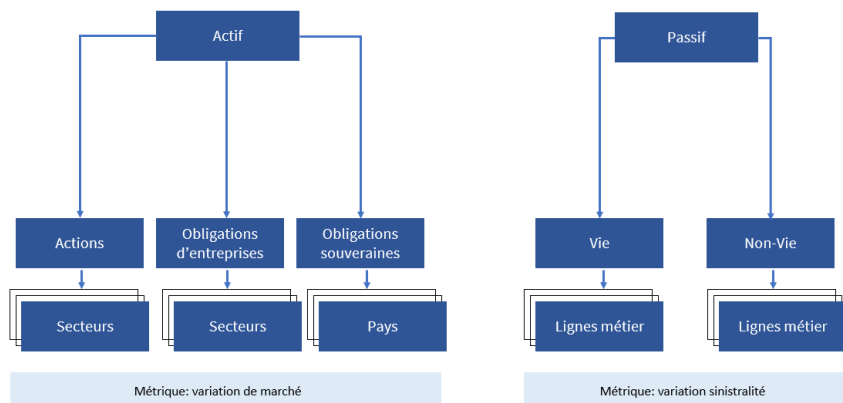 Actif
Passif
Actions
Obligations
d'entreprises
Obligations
souveraines
Vie
Non-Vie
Secteurs
Secteurs
Pays
Lignes métier
Lignes métier
Métrique: variation de marché
Métrique: variation sinistralité